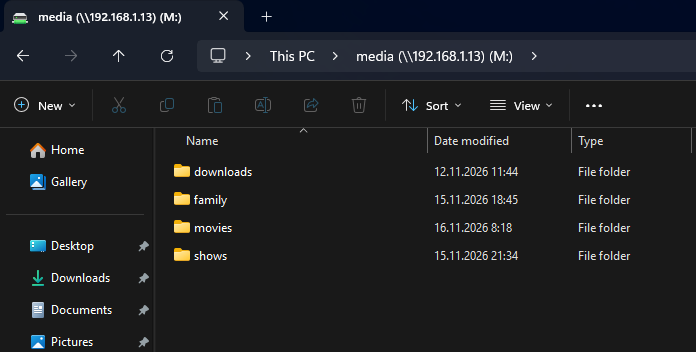 media (\\192.168.1.13) (M:)
This PC > media (\\192.168.1.13) (M:) >
New Sort View
Name Date modified Type
Home
Gallery
Desktop
Downloads
Documents
Pictures
downloads 12.11.2026 11:44 File folder
family 15.11.2026 18:45 File folder
movies 16.11.2026 8:18 File folder
shows 15.11.2026 21:34 File folder